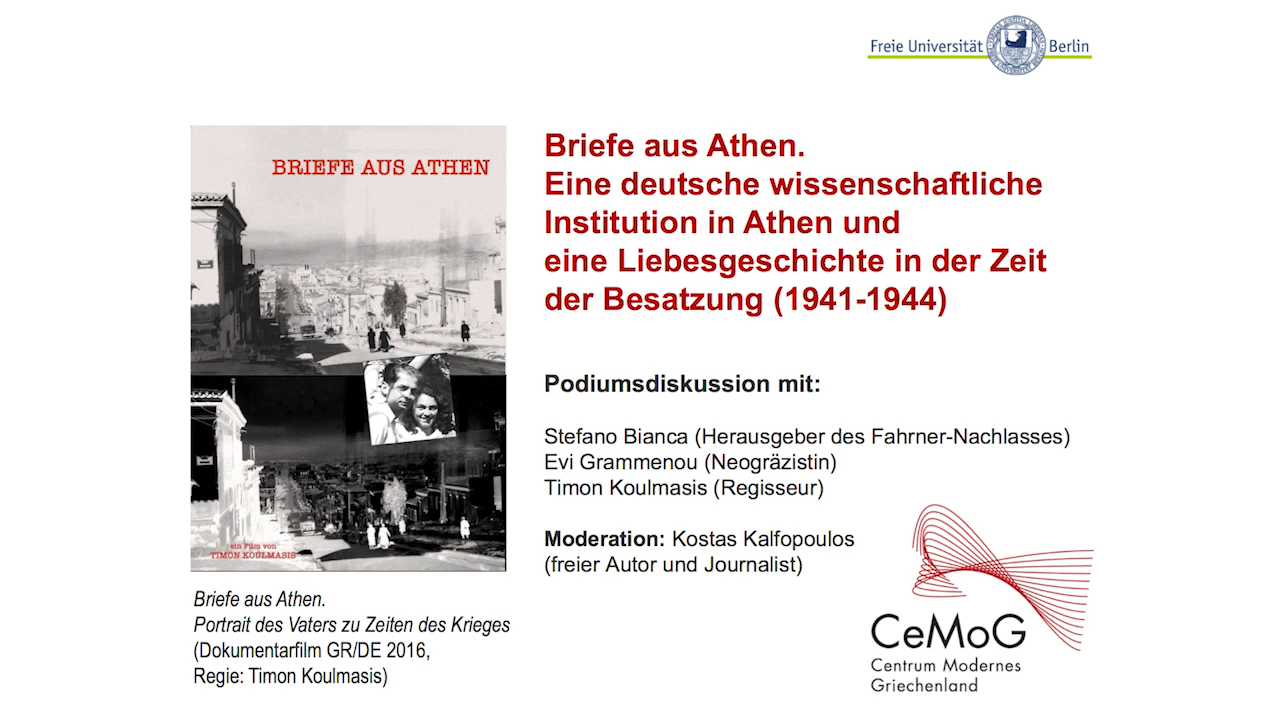 Freie Universität Berlin
BRIEFE AUS ATHEN
ein Film von
TIMON KOULMASIS
Briefe aus Athen.
Portrait des Vaters zu Zeiten des Krieges
(Dokumentarfilm GR/DE 2016,
Regie: Timon Koulmasis)
Briefe aus Athen.
Eine deutsche wissenschaftliche
Institution in Athen und
eine Liebesgeschichte in der Zeit
der Besatzung (1941-1944)
Podiumsdiskussion mit:
Stefano Bianca (Herausgeber des Fahrner-Nachlasses)
Evi Grammenou (Neogräzistin)
Timon Koulmasis (Regisseur)
Moderation: Kostas Kalfopoulos
(freier Autor und Journalist)
CeMoG
Centrum Modernes
Griechenland